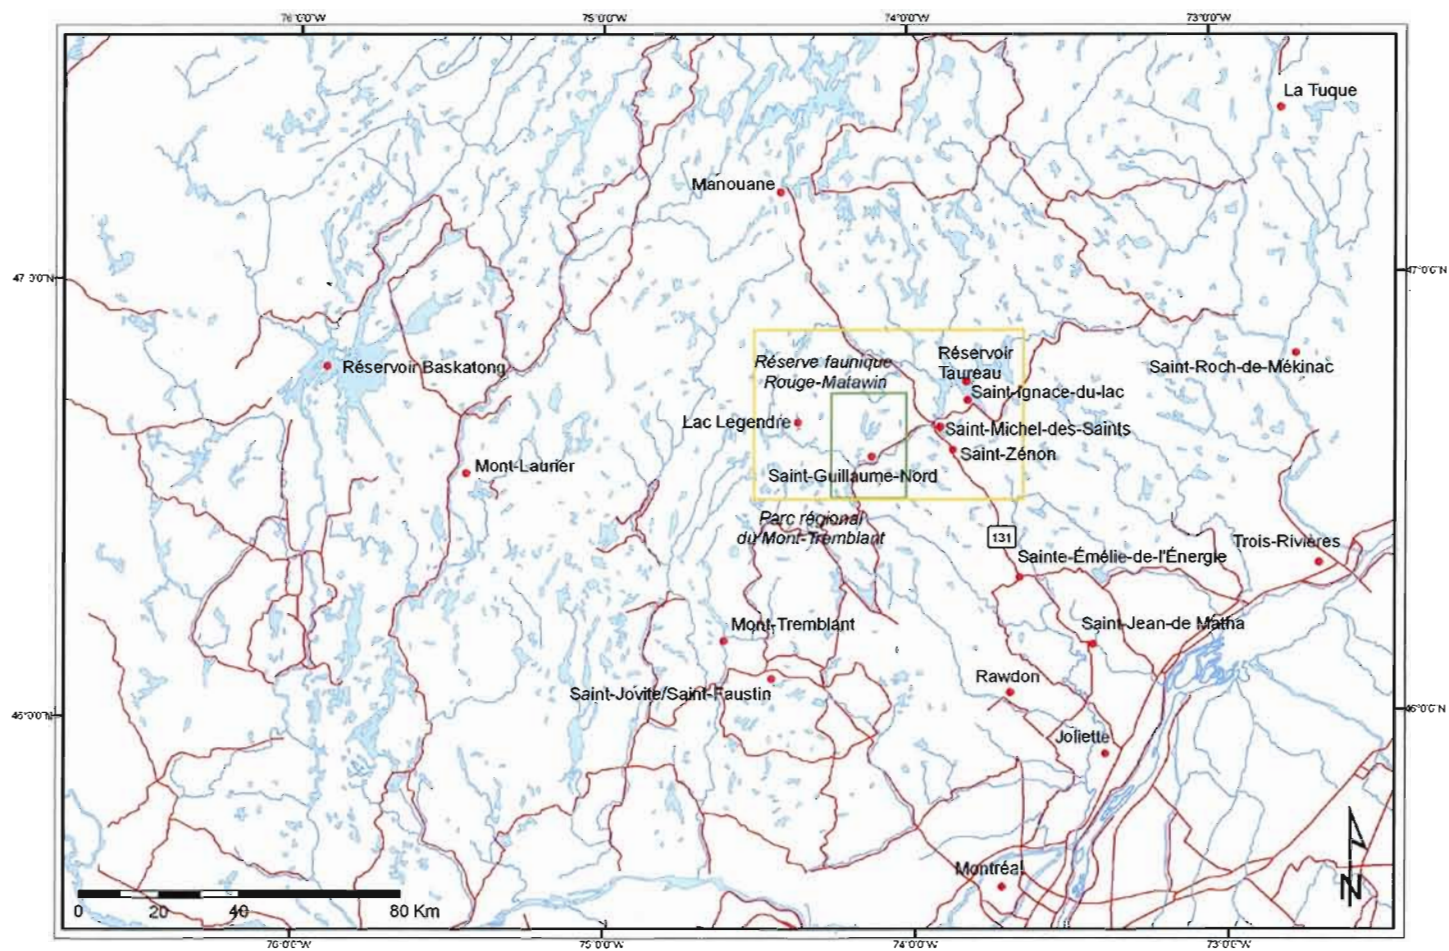 76°0'0"W 75°0'0"W 74°0'0"W 73°0'0"W
La Tuque
Manouane
47°0'0"N 47°0'0"N
Réservoir
Taureau
Réserve faunique
Rouge-Matawin
Réservoir Baskatong
Saint-Roch-de-Mékinac
Saint-Ignace-du-lac
Lac Legendre
Saint-Michel-des-Saints
Saint-Zénon
Mont-Laurier
Saint-Guillaume-Nord
Parc régional
du Mont-Tremblant
131
Trois-Rivières
Sainte-Émélie-de-l'Énergie
Mont-Tremblant
Saint-Jean-de Matha
Rawdon
Saint-Jovite/Saint-Faustin
46°0'0"N 46°0'0"N
Joliette
Montréal
N
0 20 40 80 Km
76°0'0"W 75°0'0"W 74°0'0"W 73°0'0"W